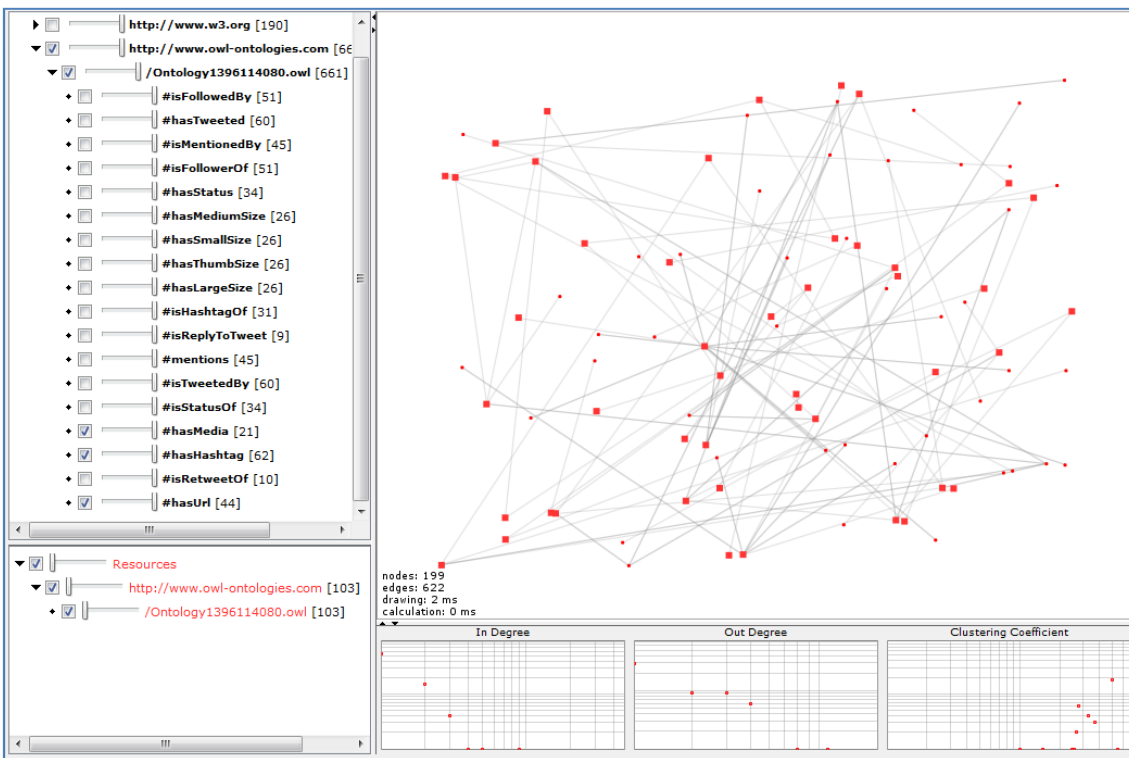 http://www.w3.org [190]
http://www.owl-ontologies.com [66
/Ontology1396114080.owl [661]
#isFollowedBy [51]
#hasTweeted [60]
#isMentionedBy [45]
#isFollowerOf [51]
#hasStatus [34]
#hasMediumSize [26]
#hasSmallSize [26]
#hasThumbSize [26]
#hasLargeSize [26]
#isHashtagOf [31]
#isReplyToTweet [9]
#mentions [45]
#isTweetedBy [60]
#isStatusOf [34]
#hasMedia [21]
#hasHashtag [62]
#isRetweetOf [10]
#hasUrl [44]
Resources
http://www.owl-ontologies.com [103]
/Ontology1396114080.owl [103]
nodes: 199
edges: 622
drawing: 2 ms
calculation: 0 ms
In Degree
Out Degree
Clustering Coefficient